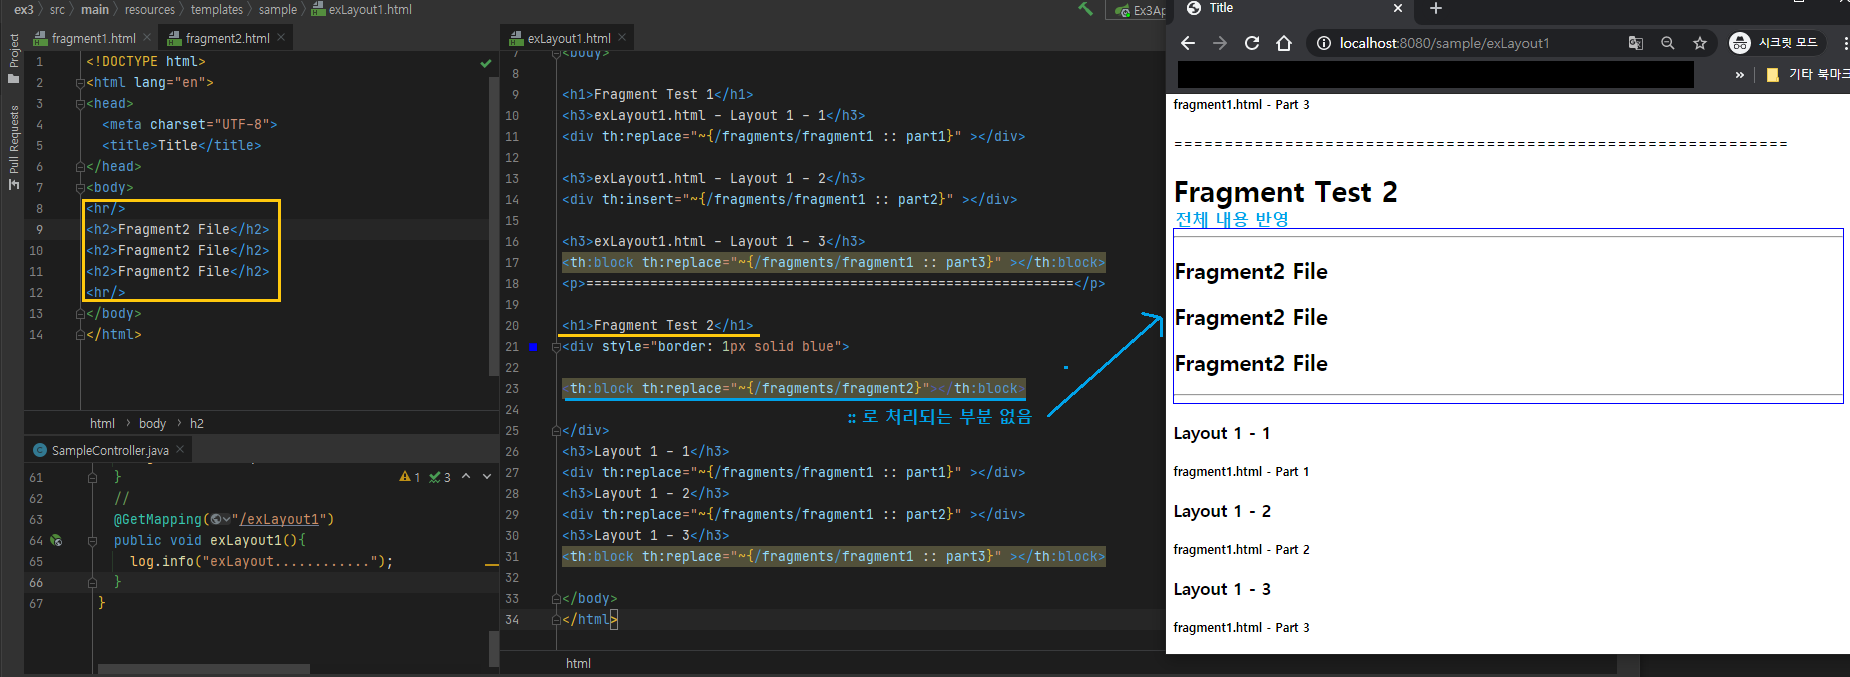 ex3 › src › main › resources › templates › sample › exLayout1.html
Ex3Ap
Project
Pull Requests
fragment1.html ×
fragment2.html ×
1 <!DOCTYPE html>
2 <html lang="en">
3 <head>
4 <meta charset="UTF-8">
5 <title>Title</title>
6 </head>
7 <body>
8 <hr/>
9 <h2>Fragment2 File</h2>
10 <h2>Fragment2 File</h2>
11 <h2>Fragment2 File</h2>
12 <hr/>
13 </body>
14 </html>
html › body › h2
SampleController.java ×
1 3
61 }
62 //
63 @GetMapping("/exLayout1")
64 public void exLayout1(){
65 log.info("exLayout............");
66 }
67 }
exLayout1.html ×
7 <body>
8
9 <h1>Fragment Test 1</h1>
10 <h3>exLayout1.html - Layout 1 - 1</h3>
11 <div th:replace="~{/fragments/fragment1 :: part1}" ></div>
12
13 <h3>exLayout1.html - Layout 1 - 2</h3>
14 <div th:insert="~{/fragments/fragment1 :: part2}" ></div>
15
16 <h3>exLayout1.html - Layout 1 - 3</h3>
17 <th:block th:replace="~{/fragments/fragment1 :: part3}" ></th:block>
18 <p>=============================================================</p>
19
20 <h1>Fragment Test 2</h1>
21 <div style="border: 1px solid blue">
22
23 <th:block th:replace="~{/fragments/fragment2}"></th:block>
24
:: 로 처리되는 부분 없음
25 </div>
26 <h3>Layout 1 - 1</h3>
27 <div th:replace="~{/fragments/fragment1 :: part1}" ></div>
28 <h3>Layout 1 - 2</h3>
29 <div th:replace="~{/fragments/fragment1 :: part2}" ></div>
30 <h3>Layout 1 - 3</h3>
31 <th:block th:replace="~{/fragments/fragment1 :: part3}" ></th:block>
32
33 </body>
34 </html>
html
Title × +
localhost:8080/sample/exLayout1
시크릿 모드
» 기타 북마크
fragment1.html - Part 3
=============================================================
Fragment Test 2
전체 내용 반영
Fragment2 File
Fragment2 File
Fragment2 File
Layout 1 - 1
fragment1.html - Part 1
Layout 1 - 2
fragment1.html - Part 2
Layout 1 - 3
fragment1.html - Part 3